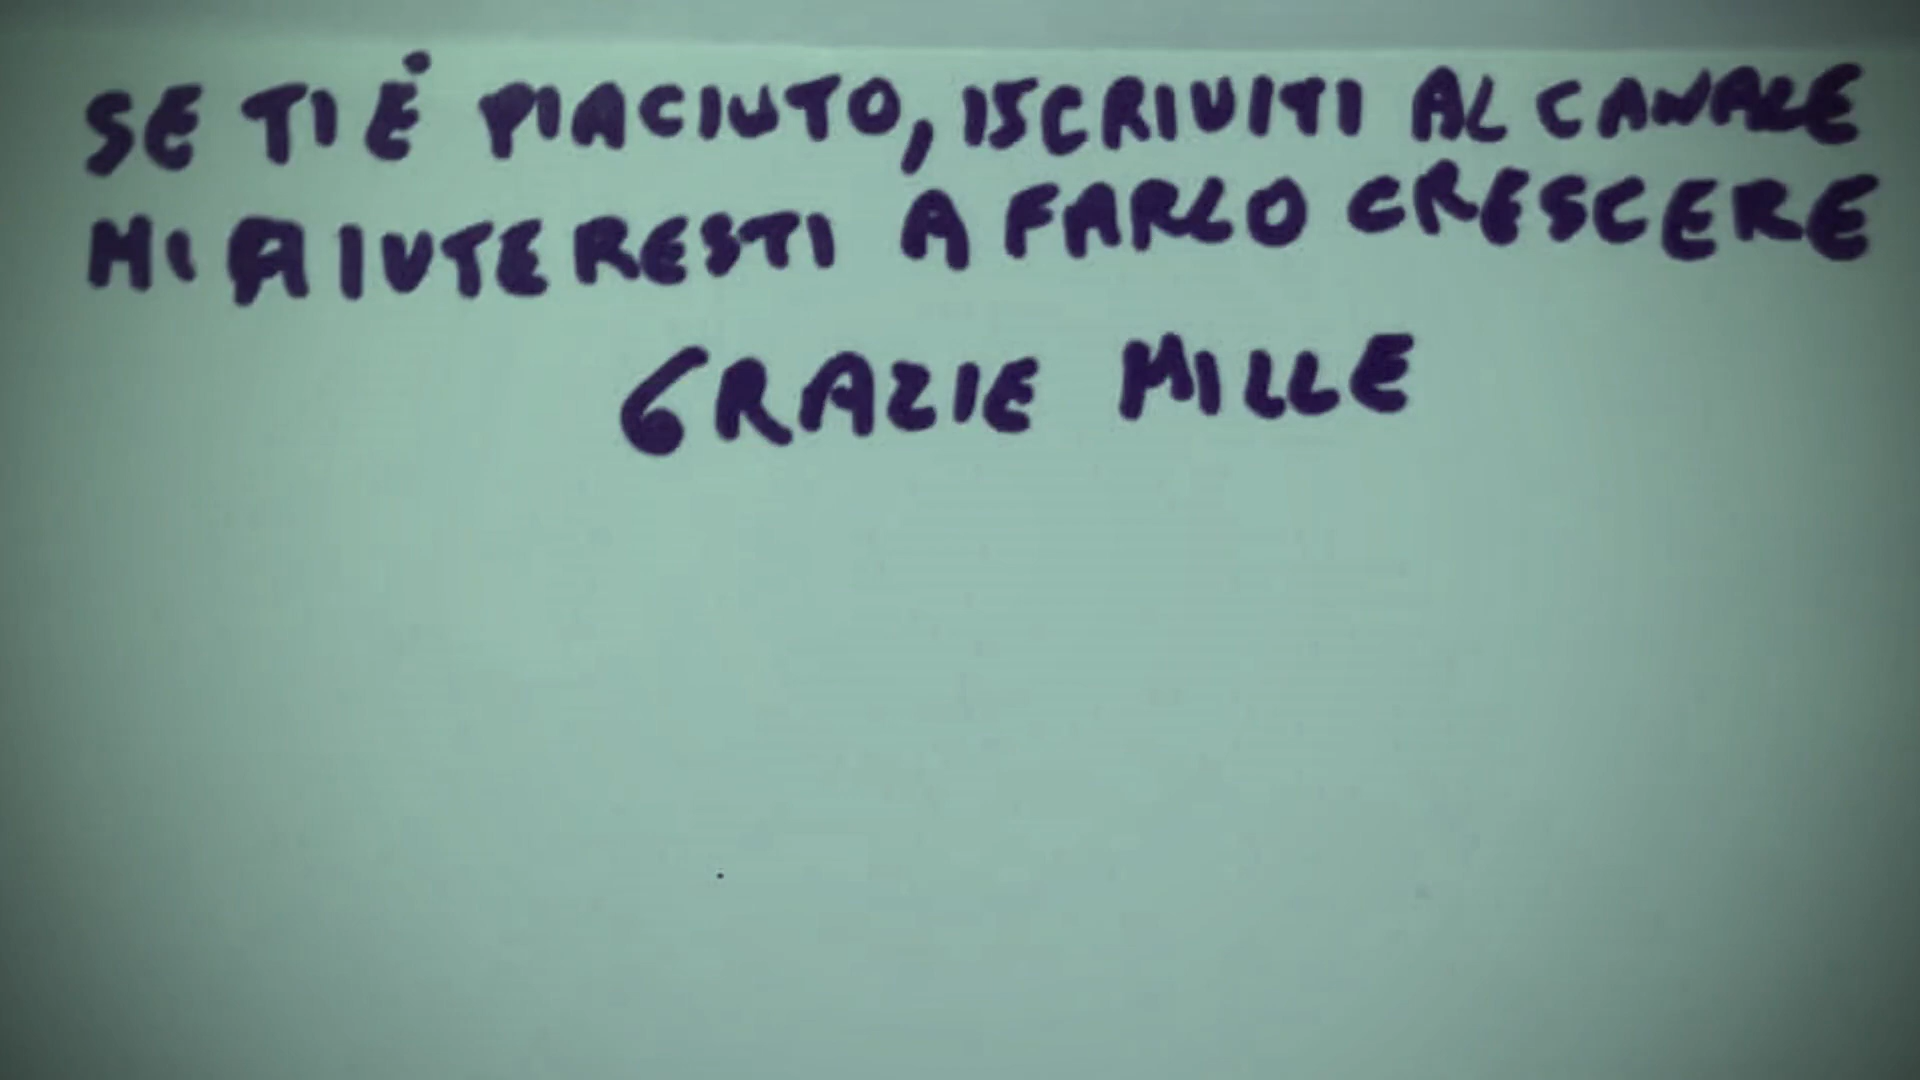 SE TI È PIACIUTO, ISCRIVITI AL CANALE
MI AIUTERESTI A FARLO CRESCERE
GRAZIE MILLE